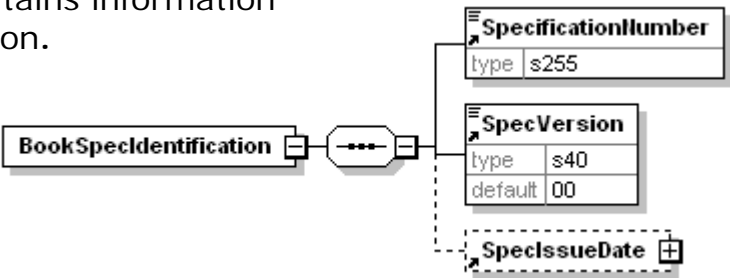 tains information
on.
SpecificationNumber
type s255
BookSpecIdentification
SpecVersion
type s40
default 00
SpecIssueDate